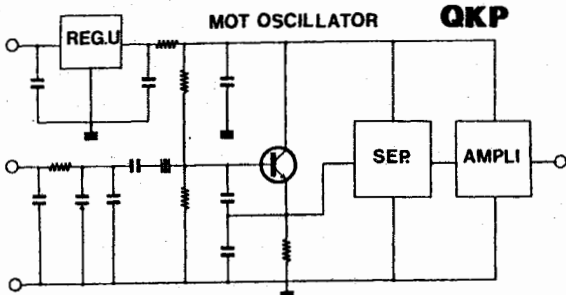 MOT OSCILLATOR
QKP
REG.U
SEP.
AMPLI